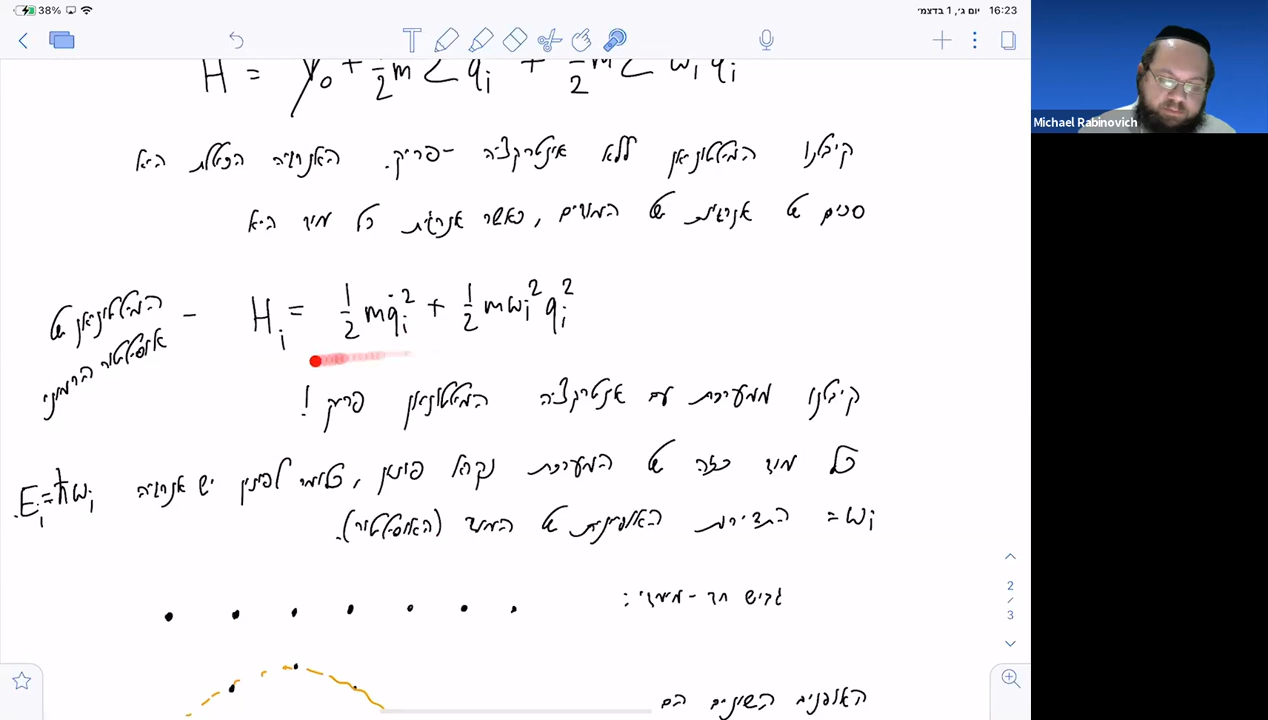 38%
16:23 יום ג׳, 1 בדצמ׳
Michael Rabinovich
H = V₀ + ½m Σ q̇ᵢ² + ½m Σ ωᵢ² qᵢ²
קיבלנו המילטוניאן ללא אינטרקציה -פריק. האנרגיה הכוללת היא
סכום של אנרגיות של המודים, כאשר אנרגית כל מוד היא
Hᵢ = ½mq̇ᵢ² + ½mωᵢ²qᵢ² - המילטוניאן של
אוסילטור הרמוני
קיבלנו ממערכת עם אינטרקציה המילטוניאן פריק !
כל מוד כזה של המערכת נקרא פונון, כלומר לפונון יש אנרגיה Eᵢ=ħωᵢ.
ωᵢ = התדירות האופיינית של המוד (האוסילטור).
גביש חד-מימדי:
האופנים השונים הם
2
/
3